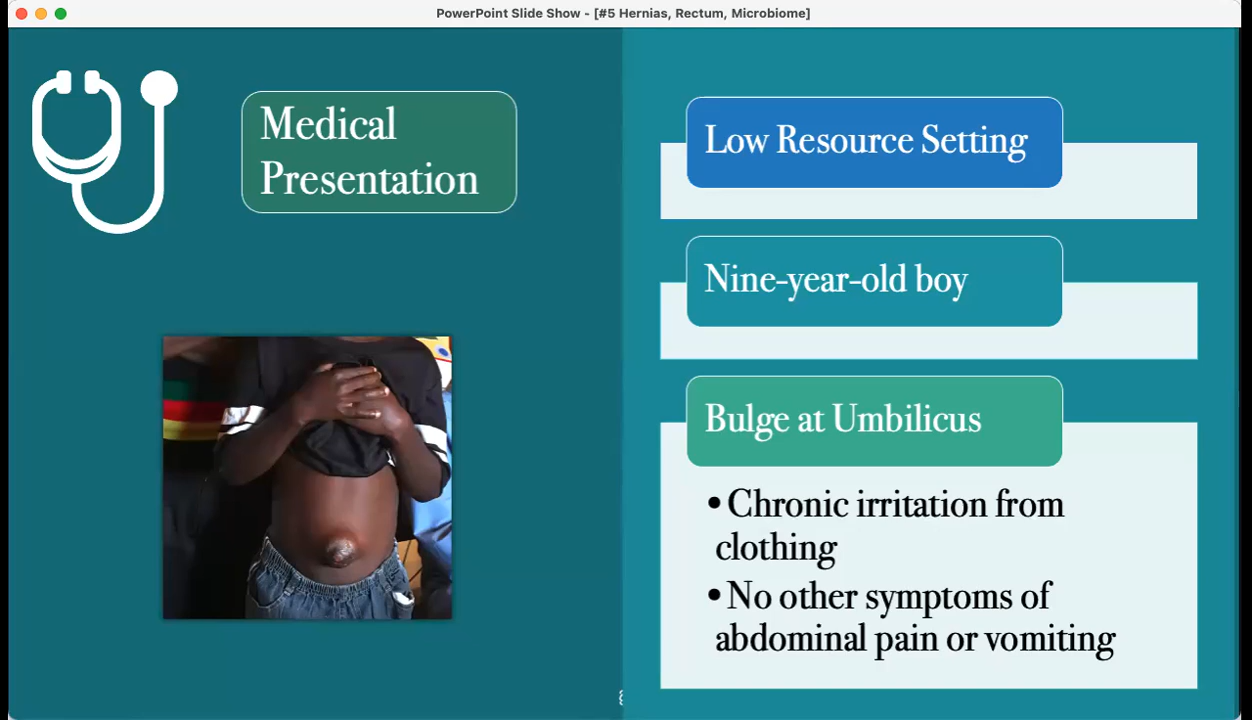 PowerPoint Slide Show - [#5 Hernias, Rectum, Microbiome]
Medical
Presentation
Low Resource Setting
Nine-year-old boy
Bulge at Umbilicus
• Chronic irritation from
clothing
• No other symptoms of
abdominal pain or vomiting